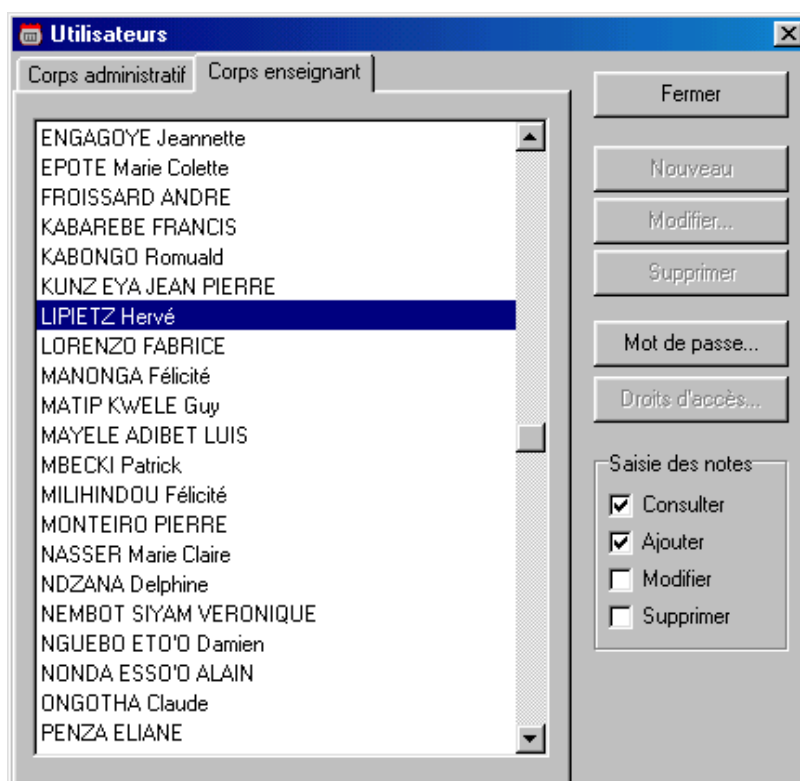 Utilisateurs
Corps administratif
Corps enseignant
ENGAGOYE Jeannette
EPOTE Marie Colette
FROISSARD ANDRE
KABAREBE FRANCIS
KABONGO Romuald
KUNZ EYA JEAN PIERRE
LIPIETZ Hervé
LORENZO FABRICE
MANONGA Félicité
MATIP KWELE Guy
MAYELE ADIBET LUIS
MBECKI Patrick
MILIHINDOU Félicité
MONTEIRO PIERRE
NASSER Marie Claire
NDZANA Delphine
NEMBOT SIYAM VERONIQUE
NGUEBO ETO'O Damien
NONDA ESSO'O ALAIN
ONGOTHA Claude
PENZA ELIANE
Fermer
Nouveau
Modifier...
Supprimer
Mot de passe...
Droits d'accès...
Saisie des notes
Consulter
Ajouter
Modifier
Supprimer